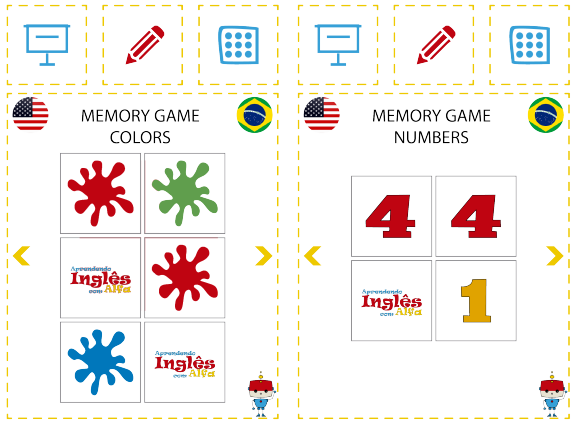 MEMORY GAME
COLORS
Aprendendo
Inglês
com Alfa
Aprendendo
Inglês
com Alfa
MEMORY GAME
NUMBERS
4 4
Aprendendo
Inglês
com Alfa
1